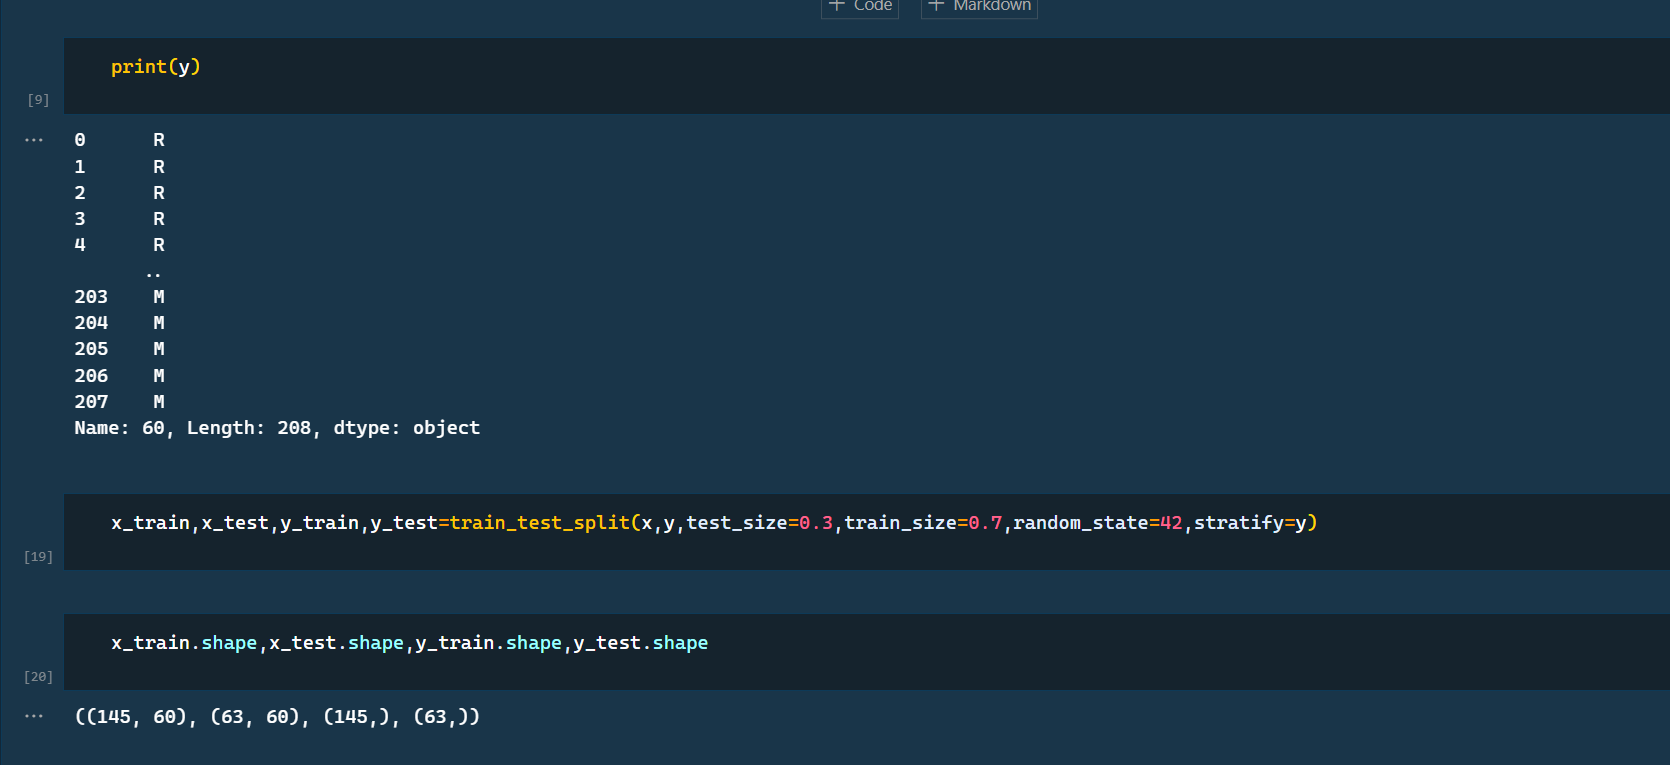 + Code + Markdown
print(y)
[9]
... 0 R
1 R
2 R
3 R
4 R
..
203 M
204 M
205 M
206 M
207 M
Name: 60, Length: 208, dtype: object
x_train,x_test,y_train,y_test=train_test_split(x,y,test_size=0.3,train_size=0.7,random_state=42,stratify=y)
[19]
x_train.shape,x_test.shape,y_train.shape,y_test.shape
[20]
... ((145, 60), (63, 60), (145,), (63,))